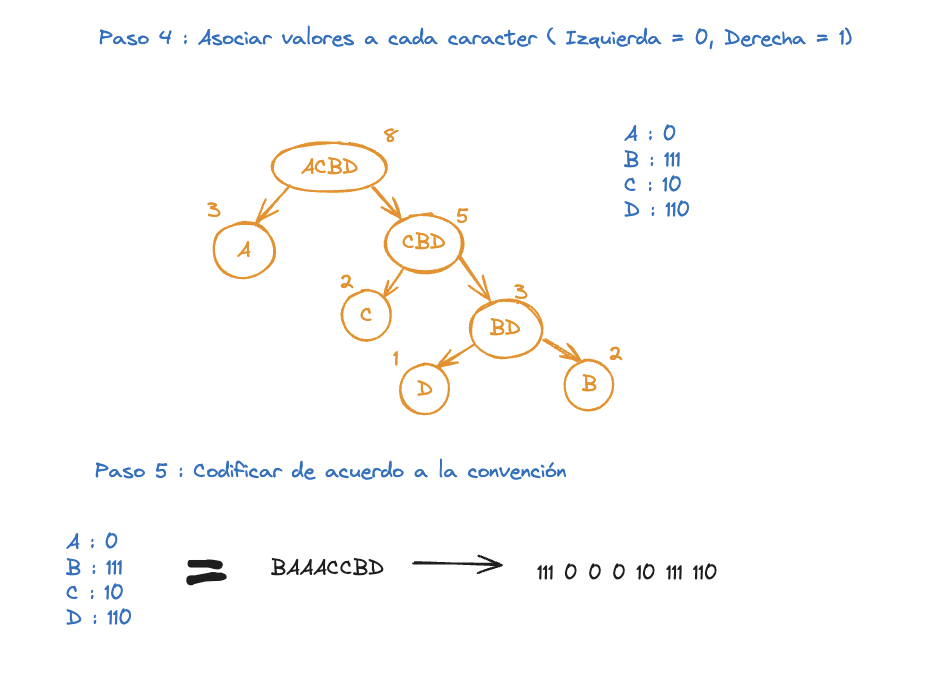 Paso 4 : Asociar valores a cada caracter ( Izquierda = 0, Derecha = 1)
8
ACBD
A : 0
B : 111
C : 10
D : 110
3
A
5
CBD
2
C
3
BD
1
D
2
B
Paso 5 : Codificar de acuerdo a la convención
A : 0
B : 111
C : 10
D : 110
=
BAAACCBD
111 0 0 0 10 111 110